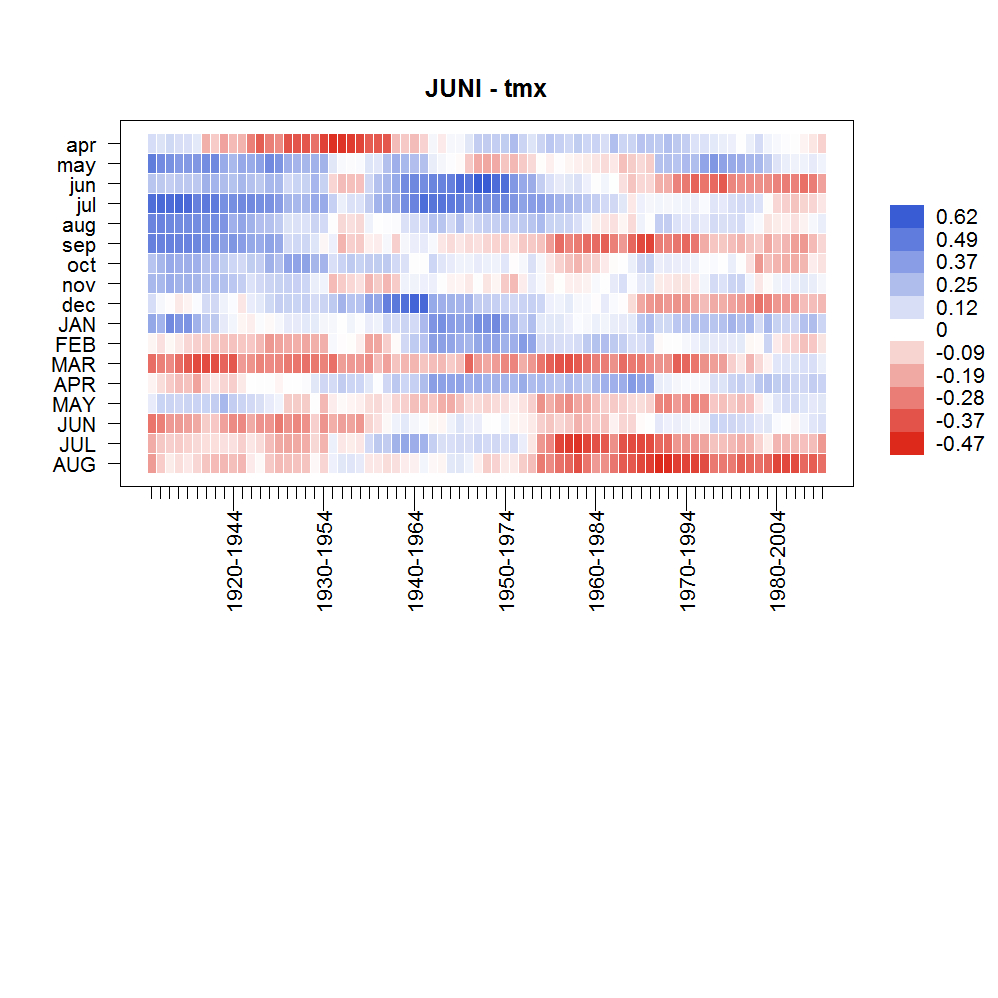 JUNI - tmx
apr
may
jun
jul
aug
sep
oct
nov
dec
JAN
FEB
MAR
APR
MAY
JUN
JUL
AUG
1920-1944
1930-1954
1940-1964
1950-1974
1960-1984
1970-1994
1980-2004
0.62
0.49
0.37
0.25
0.12
0
-0.09
-0.19
-0.28
-0.37
-0.47